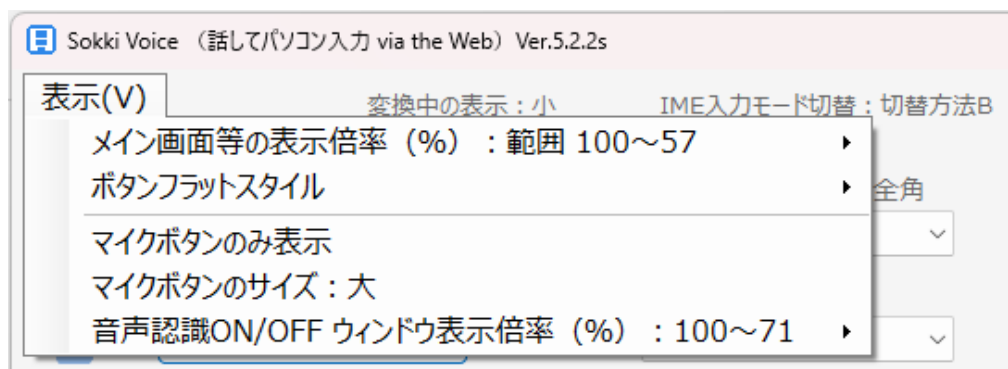 Sokki Voice （話してパソコン入力 via the Web）Ver.5.2.2s
表示(V)
変換中の表示：小
IME入力モード切替：切替方法B
メイン画面等の表示倍率（%）：範囲 100～57
ボタンフラットスタイル
全角
マイクボタンのみ表示
マイクボタンのサイズ：大
音声認識ON/OFF ウィンドウ表示倍率（%）：100～71